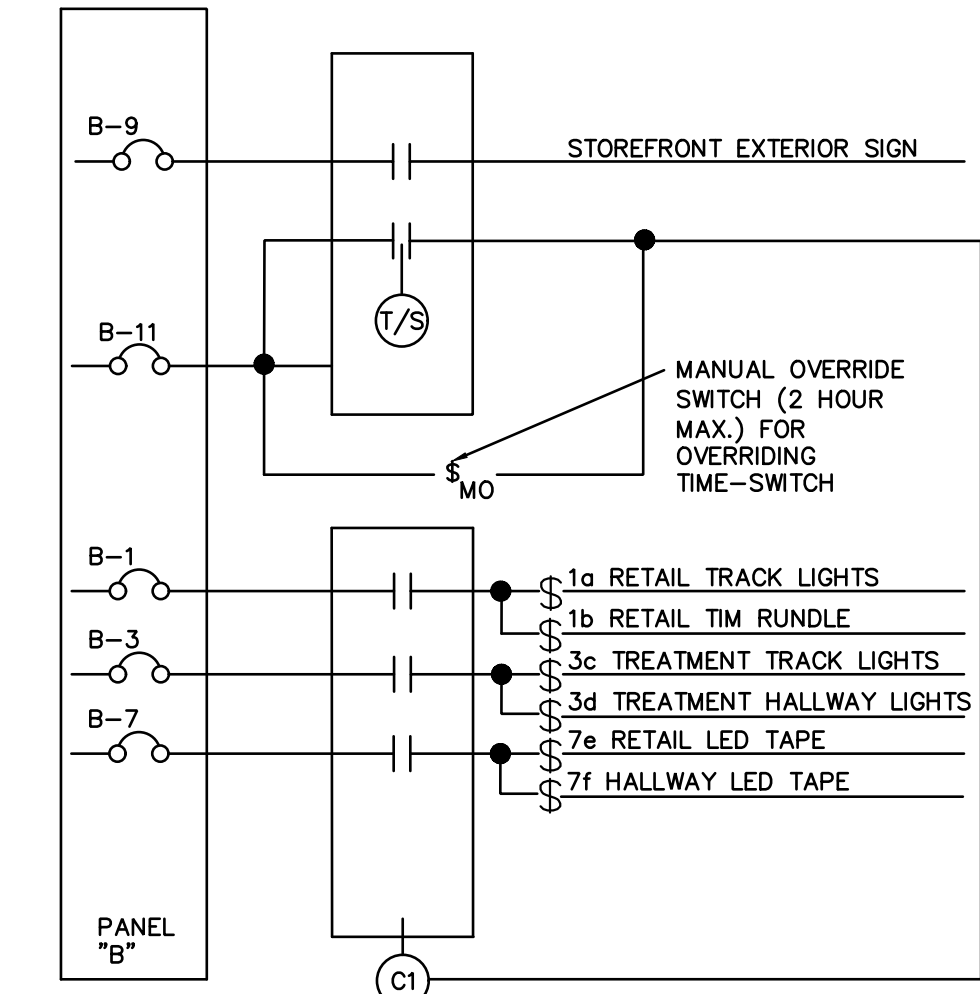 B-9
STOREFRONT EXTERIOR SIGN
T/S
B-11
MANUAL OVERRIDE
SWITCH (2 HOUR
MAX.) FOR
OVERRIDING
TIME-SWITCH
$MO
B-1
$ 1a RETAIL TRACK LIGHTS
$ 1b RETAIL TIM RUNDLE
B-3
$ 3c TREATMENT TRACK LIGHTS
$ 3d TREATMENT HALLWAY LIGHTS
B-7
$ 7e RETAIL LED TAPE
$ 7f HALLWAY LED TAPE
PANEL
"B"
C1